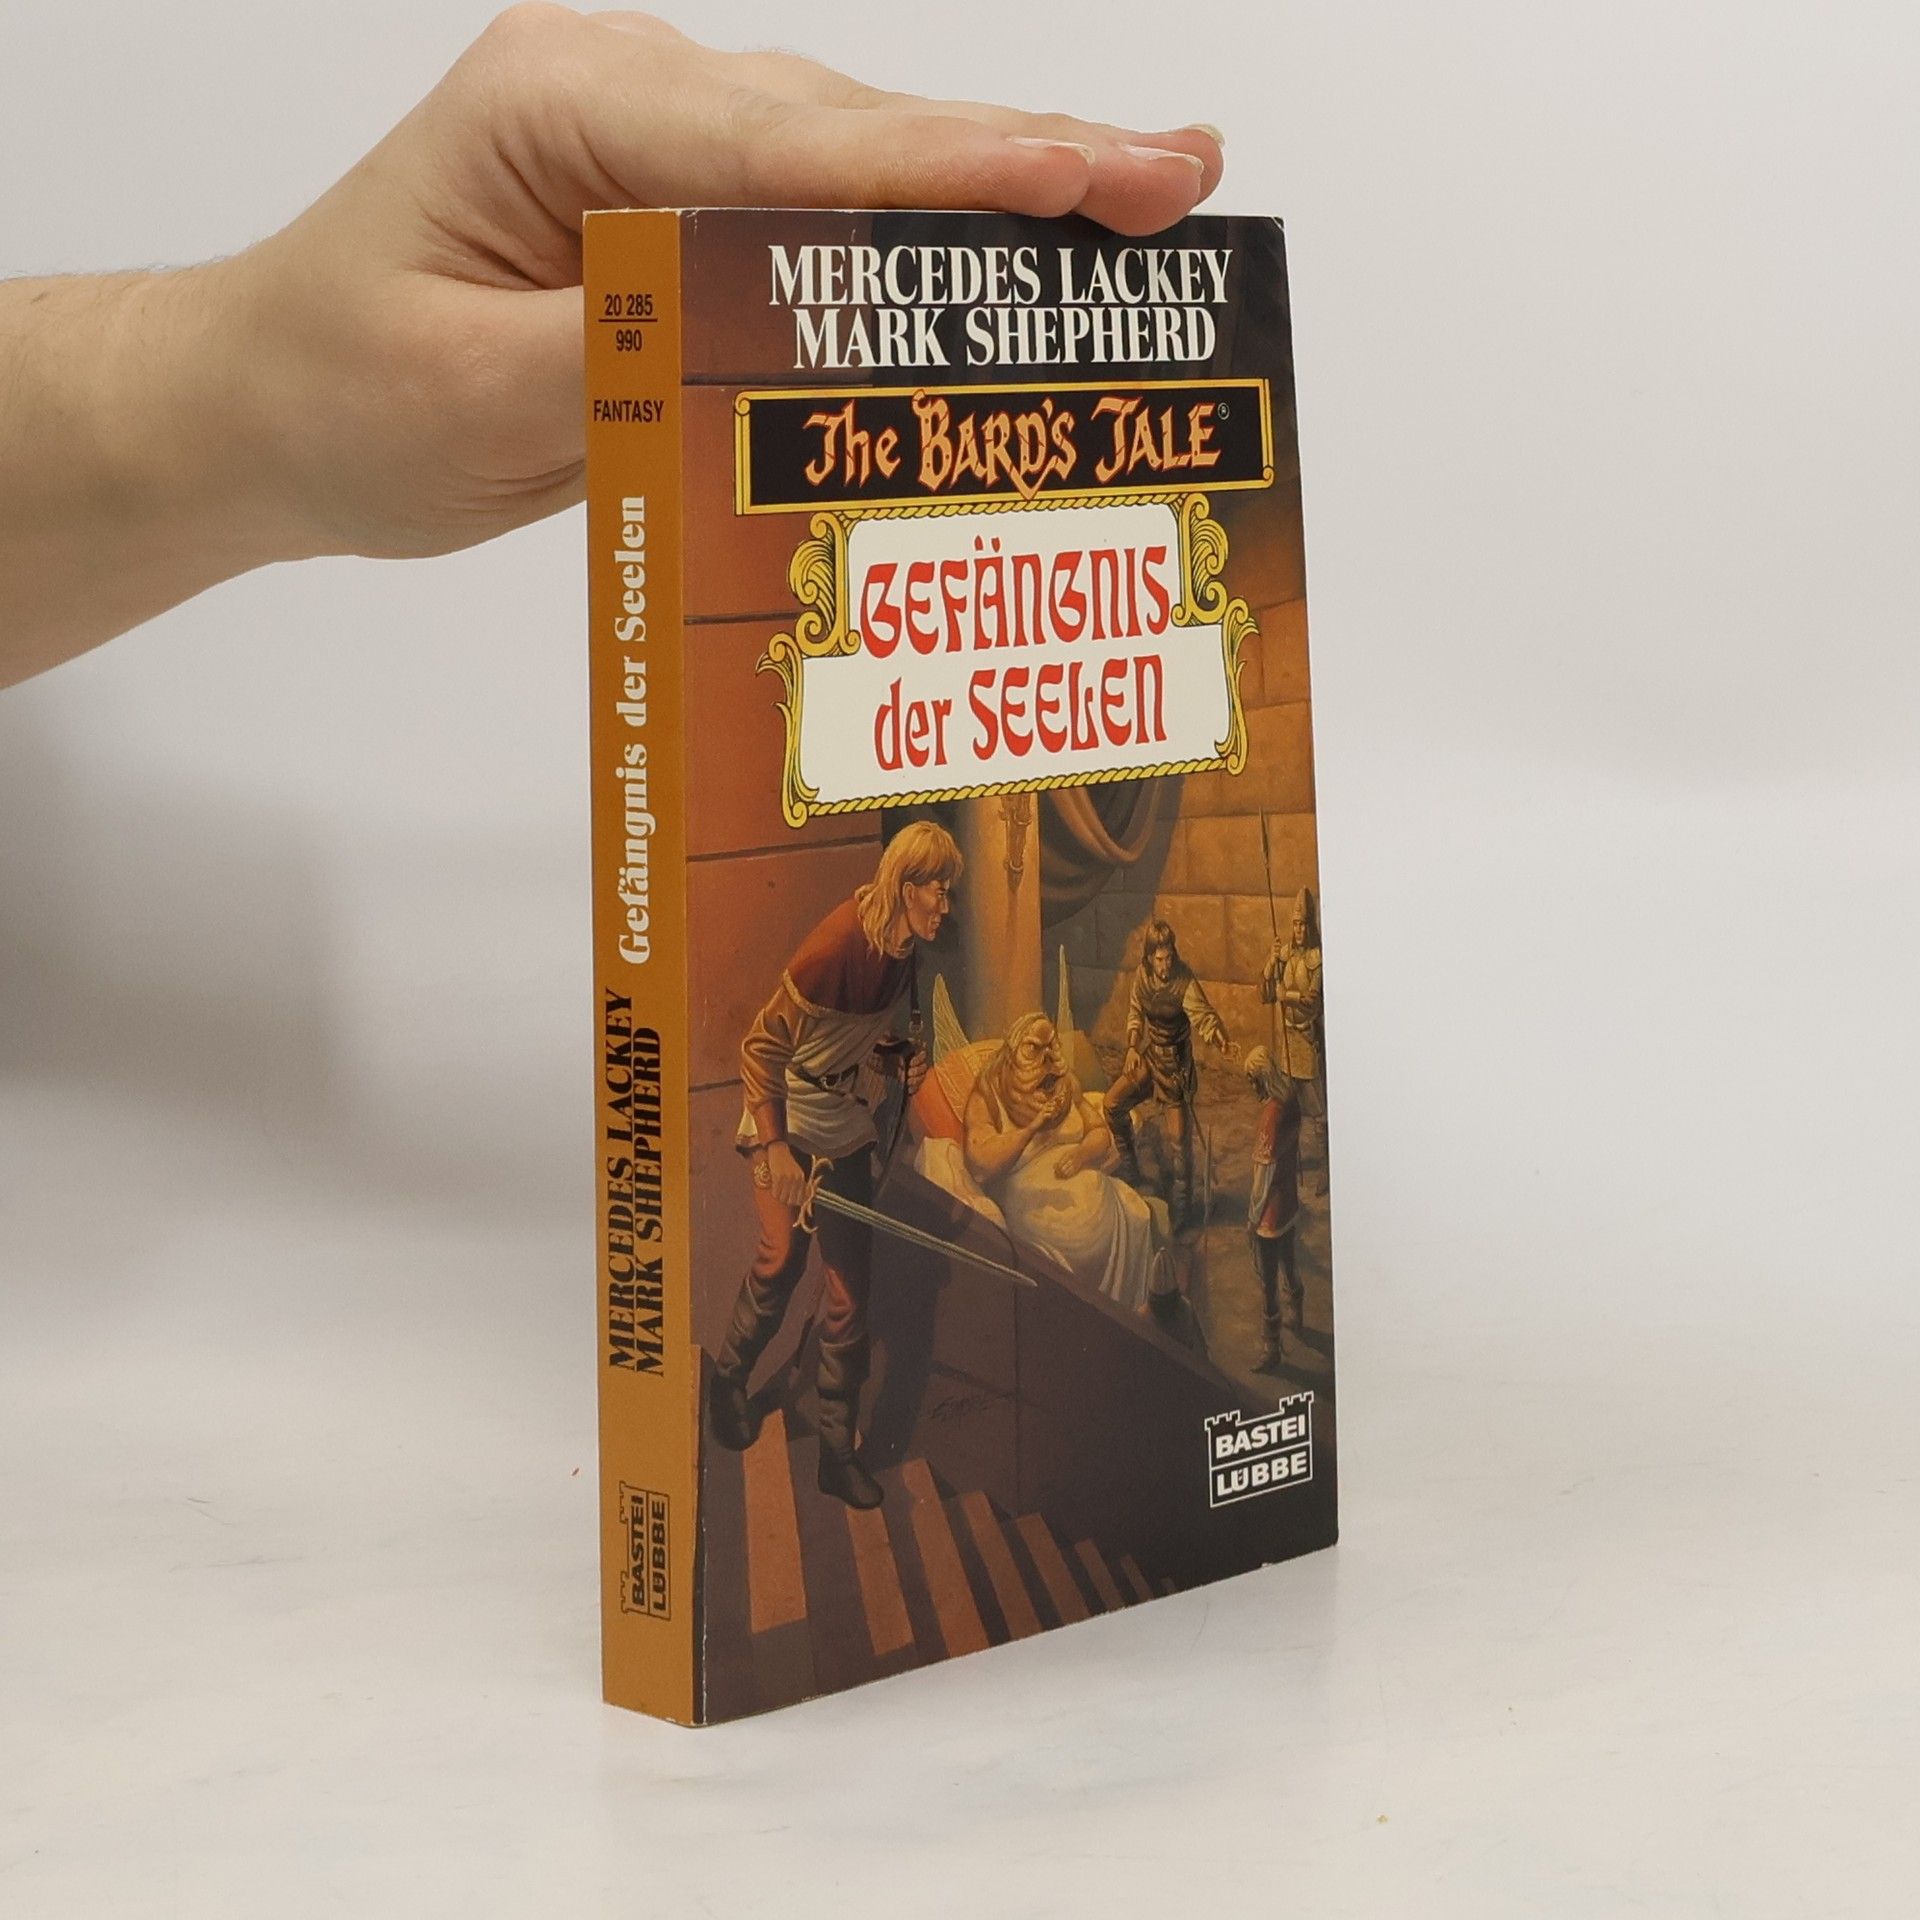 20 285
990
FANTASY
Gefängnis der Seelen
MERCEDES LACKEY
MARK SHEPHERD
BASTEI
LÜBBE
MERCEDES LACKEY
MARK SHEPHERD
The BARD'S TALE®
GEFÄNGNIS
der SEELEN
BASTEI
LÜBBE